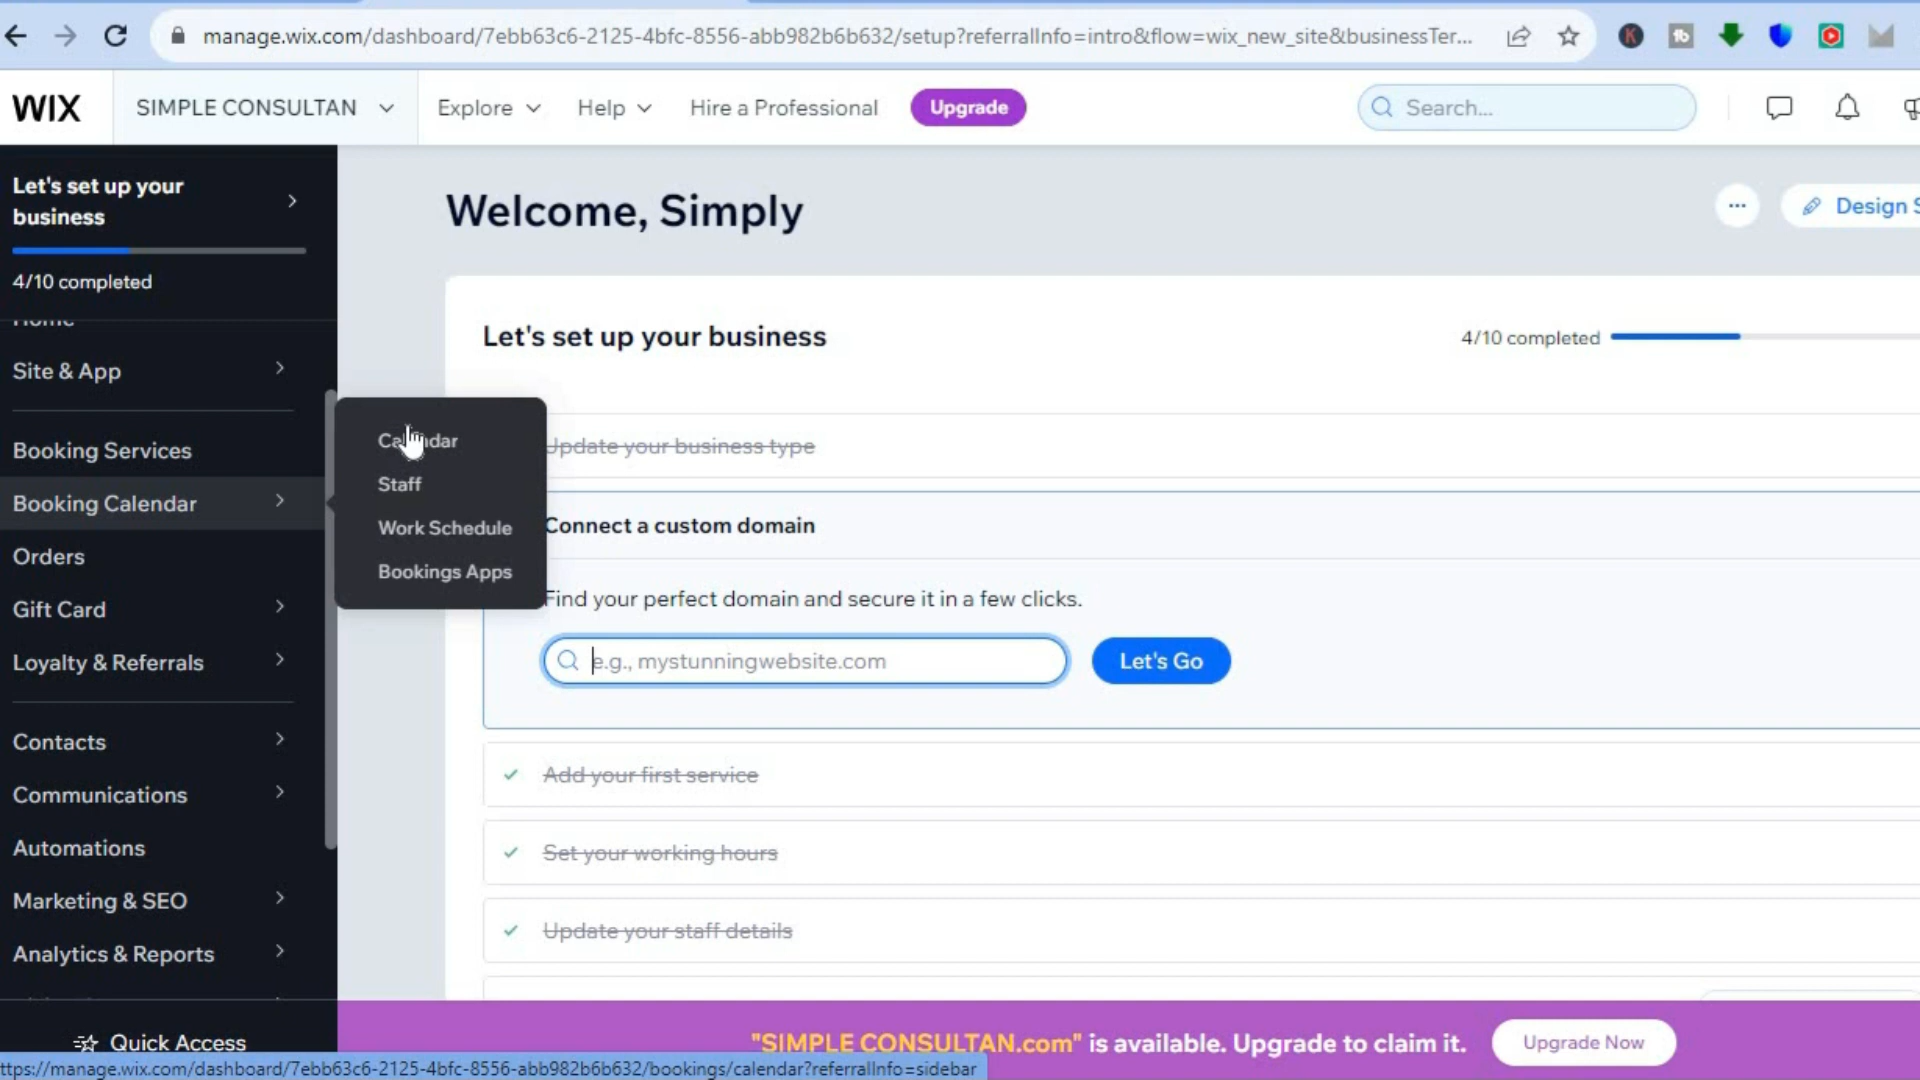 manage.wix.com/dashboard/7ebb63c6-2125-4bfc-8556-abb982b6b632/setup?referralInfo=intro&flow=wix_new_site&businessTer...
WIX
SIMPLE CONSULTAN
Explore
Help
Hire a Professional
Upgrade
Search...
Let's set up your
business
4/10 completed
Home
Site & App
Booking Services
Booking Calendar
Orders
Gift Card
Loyalty & Referrals
Contacts
Communications
Automations
Marketing & SEO
Analytics & Reports
Quick Access
Calendar
Staff
Work Schedule
Bookings Apps
Welcome, Simply
Design S
Let's set up your business
4/10 completed
Update your business type
Connect a custom domain
Find your perfect domain and secure it in a few clicks.
e.g., mystunningwebsite.com
Let's Go
Add your first service
Set your working hours
Update your staff details
"SIMPLE CONSULTAN.com" is available. Upgrade to claim it.
Upgrade Now
ttps://manage.wix.com/dashboard/7ebb63c6-2125-4bfc-8556-abb982b6b632/bookings/calendar?referralInfo=sidebar